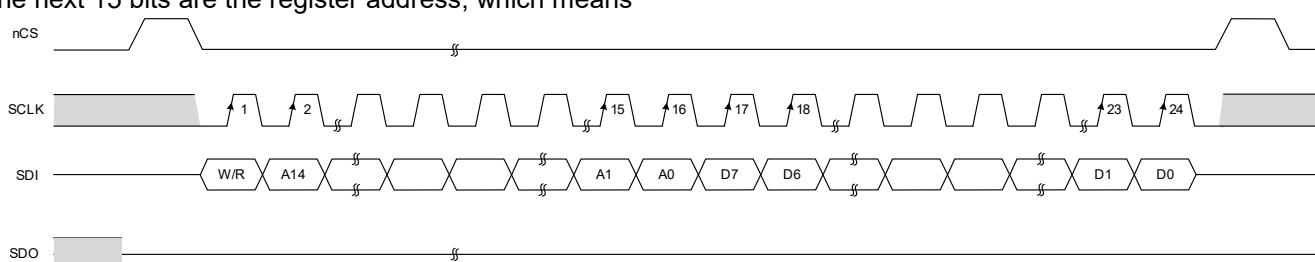 he next 15 bits are the register address, which means
nCS
SCLK 1 2 15 16 17 18 23 24
SDI W/R A14 A1 A0 D7 D6 D1 D0
SDO